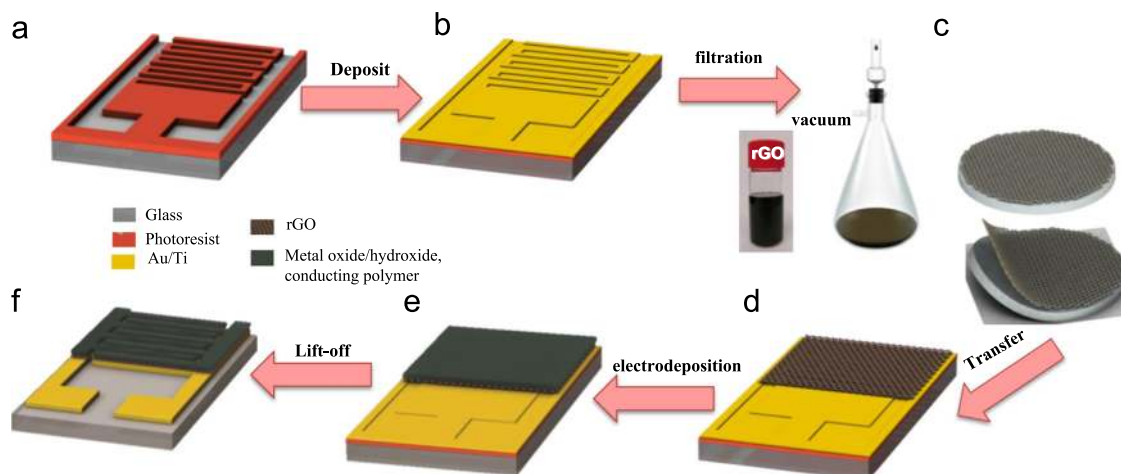 a
b
c
Deposit
filtration
vacuum
rGO
Glass
Photoresist
Au/Ti
rGO
Metal oxide/hydroxide,
conducting polymer
f
e
d
Lift-off
electrodeposition
Transfer